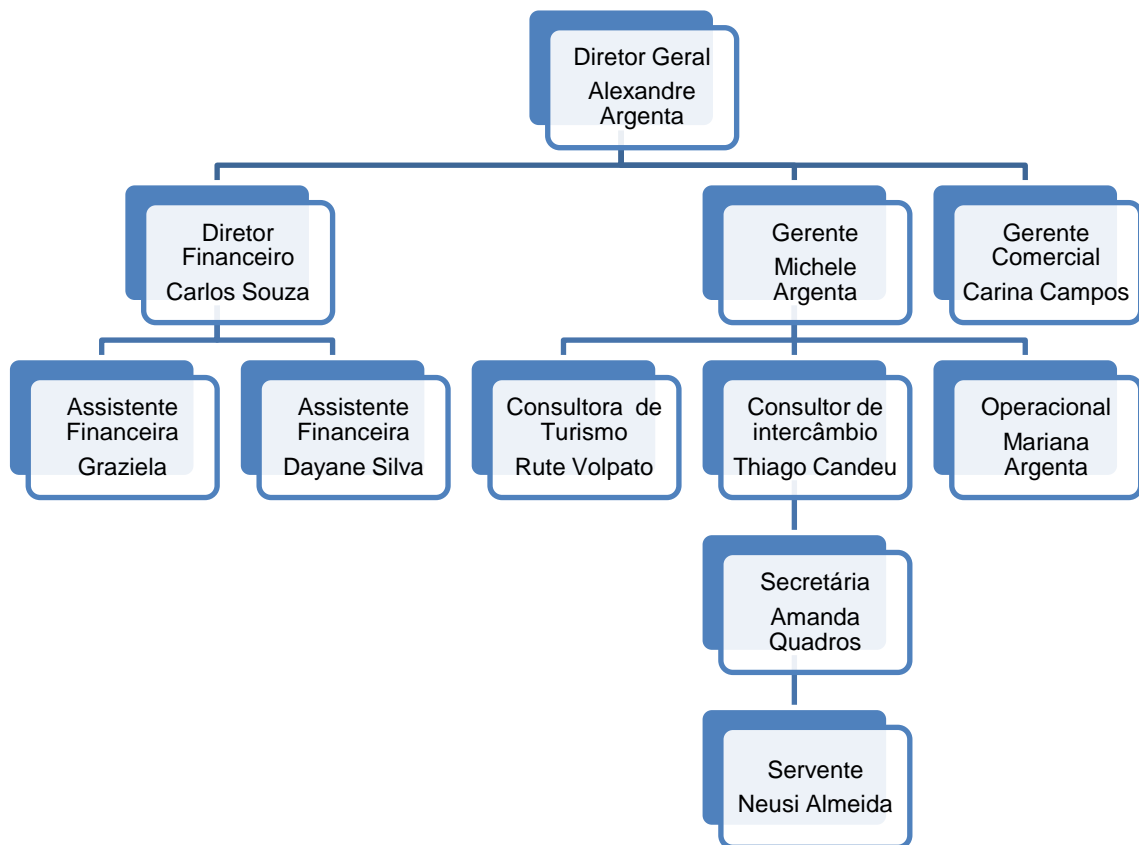 Diretor Geral
Alexandre
Argenta
Diretor
Financeiro
Carlos Souza
Gerente
Michele
Argenta
Gerente
Comercial
Carina Campos
Assistente
Financeira
Graziela
Assistente
Financeira
Dayane Silva
Consultora de
Turismo
Rute Volpato
Consultor de
intercâmbio
Thiago Candeu
Operacional
Mariana
Argenta
Secretária
Amanda
Quadros
Servente
Neusi Almeida